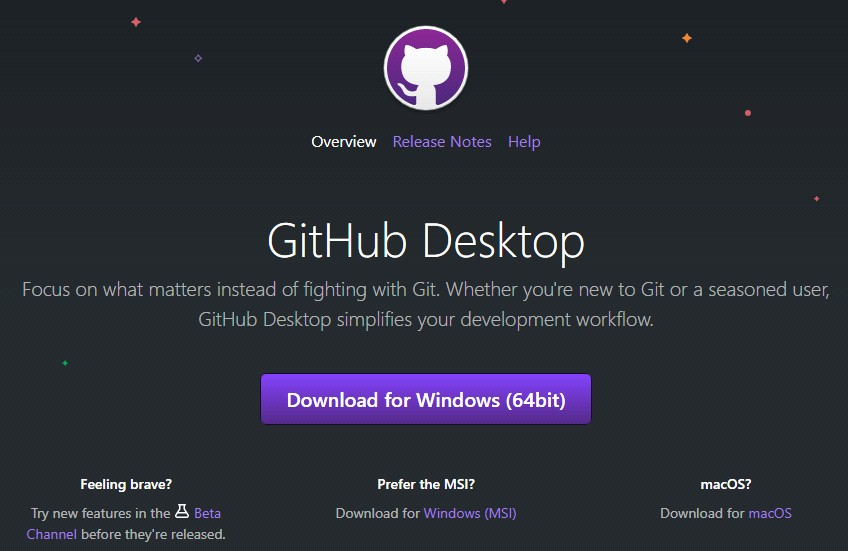 Overview Release Notes Help
GitHub Desktop
Focus on what matters instead of fighting with Git. Whether you're new to Git or a seasoned user,
GitHub Desktop simplifies your development workflow.
Download for Windows (64bit)
Feeling brave?
Try new features in the Beta
Channel before they're released.
Prefer the MSI?
Download for Windows (MSI)
macOS?
Download for macOS